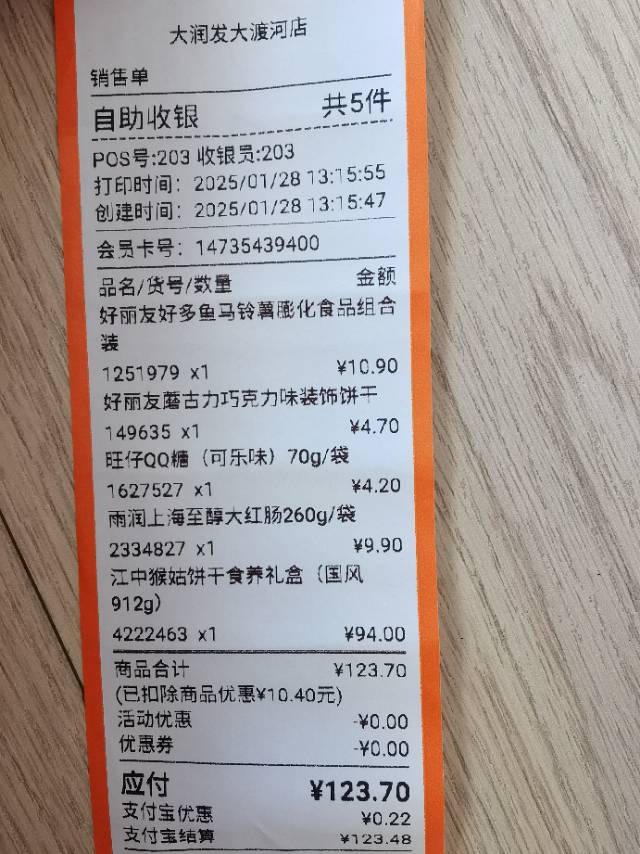 大润发大渡河店
销售单
自助收银 共5件
POS号:203 收银员:203
打印时间：2025/01/28 13:15:55
创建时间：2025/01/28 13:15:47
会员卡号：14735439400
品名/货号/数量 金额
好丽友好多鱼马铃薯膨化食品组合
装
1251979 x1 ¥10.90
好丽友蘑古力巧克力味装饰饼干
149635 x1 ¥4.70
旺仔QQ糖（可乐味）70g/袋
1627527 x1 ¥4.20
雨润上海至醇大红肠260g/袋
2334827 x1 ¥9.90
江中猴姑饼干食养礼盒（国风
912g）
4222463 x1 ¥94.00
商品合计 ¥123.70
(已扣除商品优惠¥10.40元)
活动优惠 -¥0.00
优惠券 -¥0.00
应付 ¥123.70
支付宝优惠 ¥0.22
支付宝结算 ¥123.48